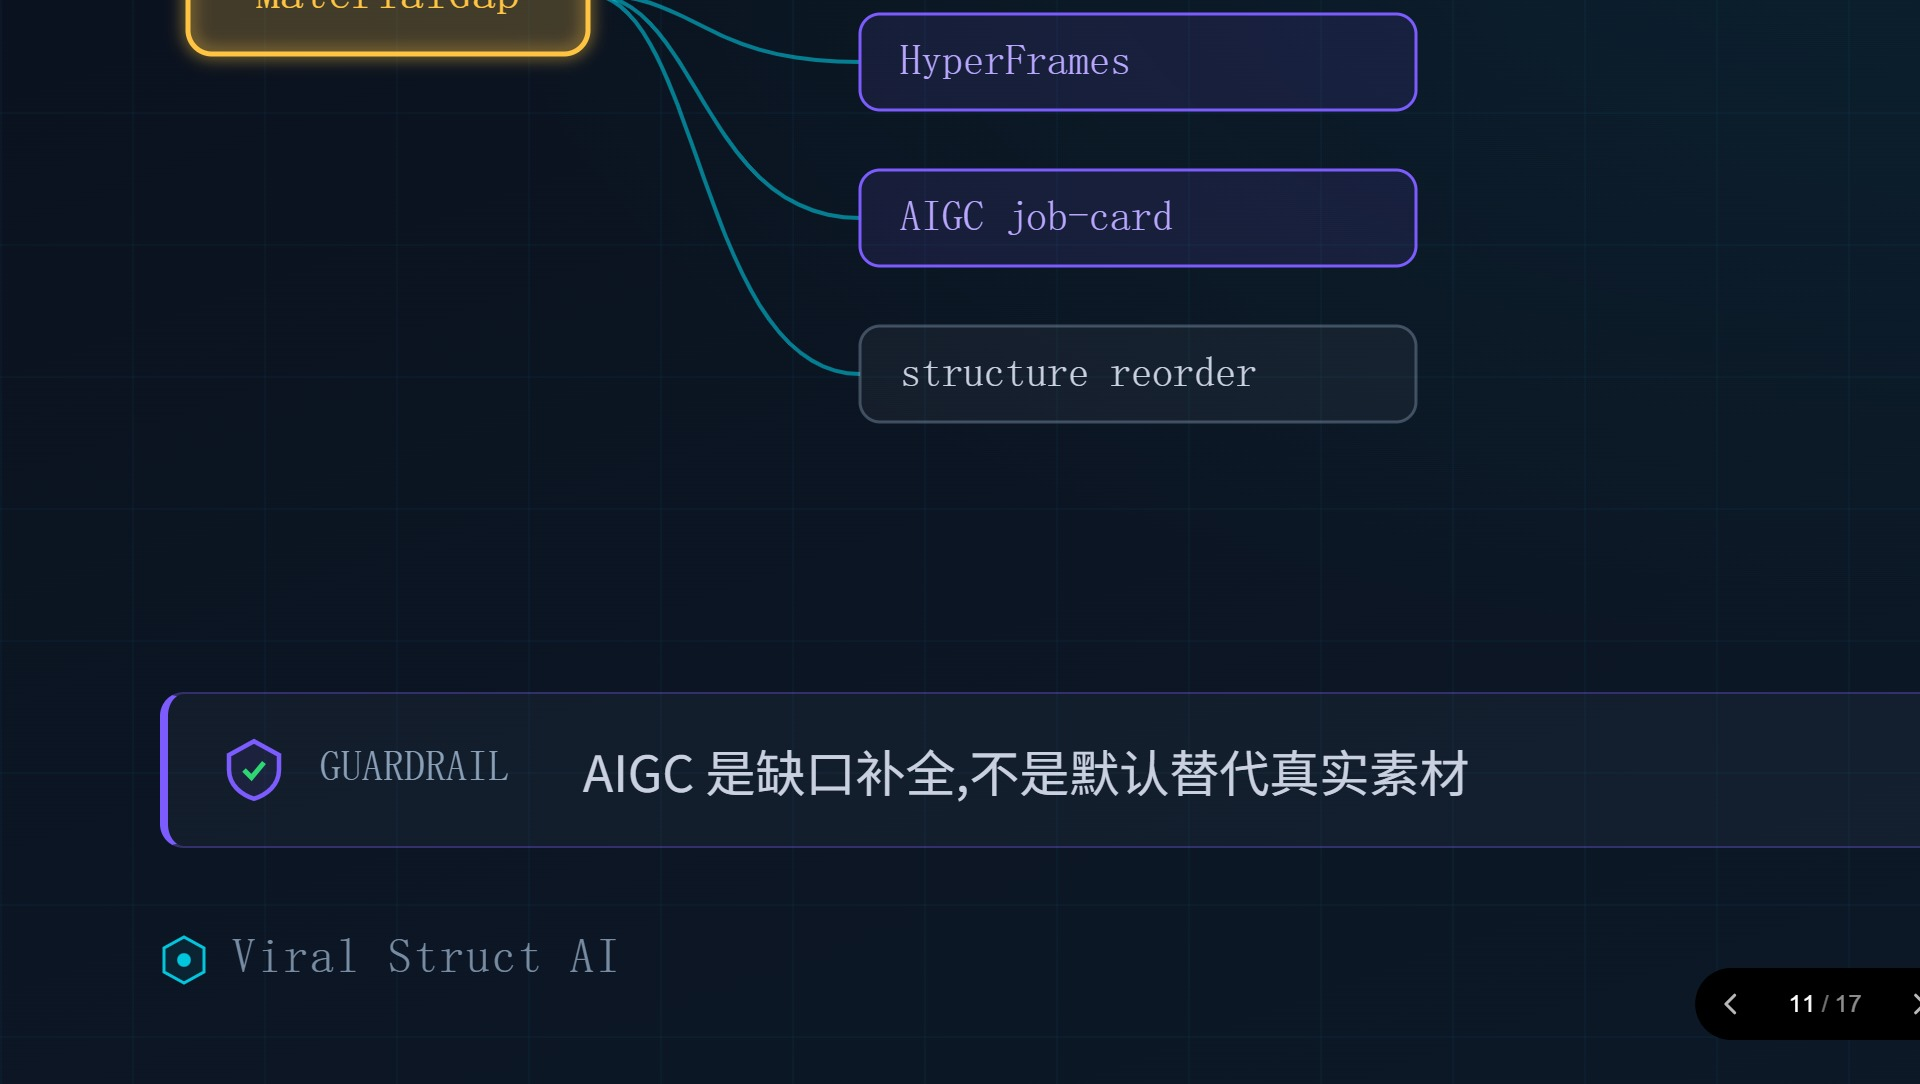 MaterialGap
HyperFrames
AIGC job-card
structure reorder
GUARDRAIL
AIGC 是缺口补全,不是默认替代真实素材
Viral Struct AI
11 / 17